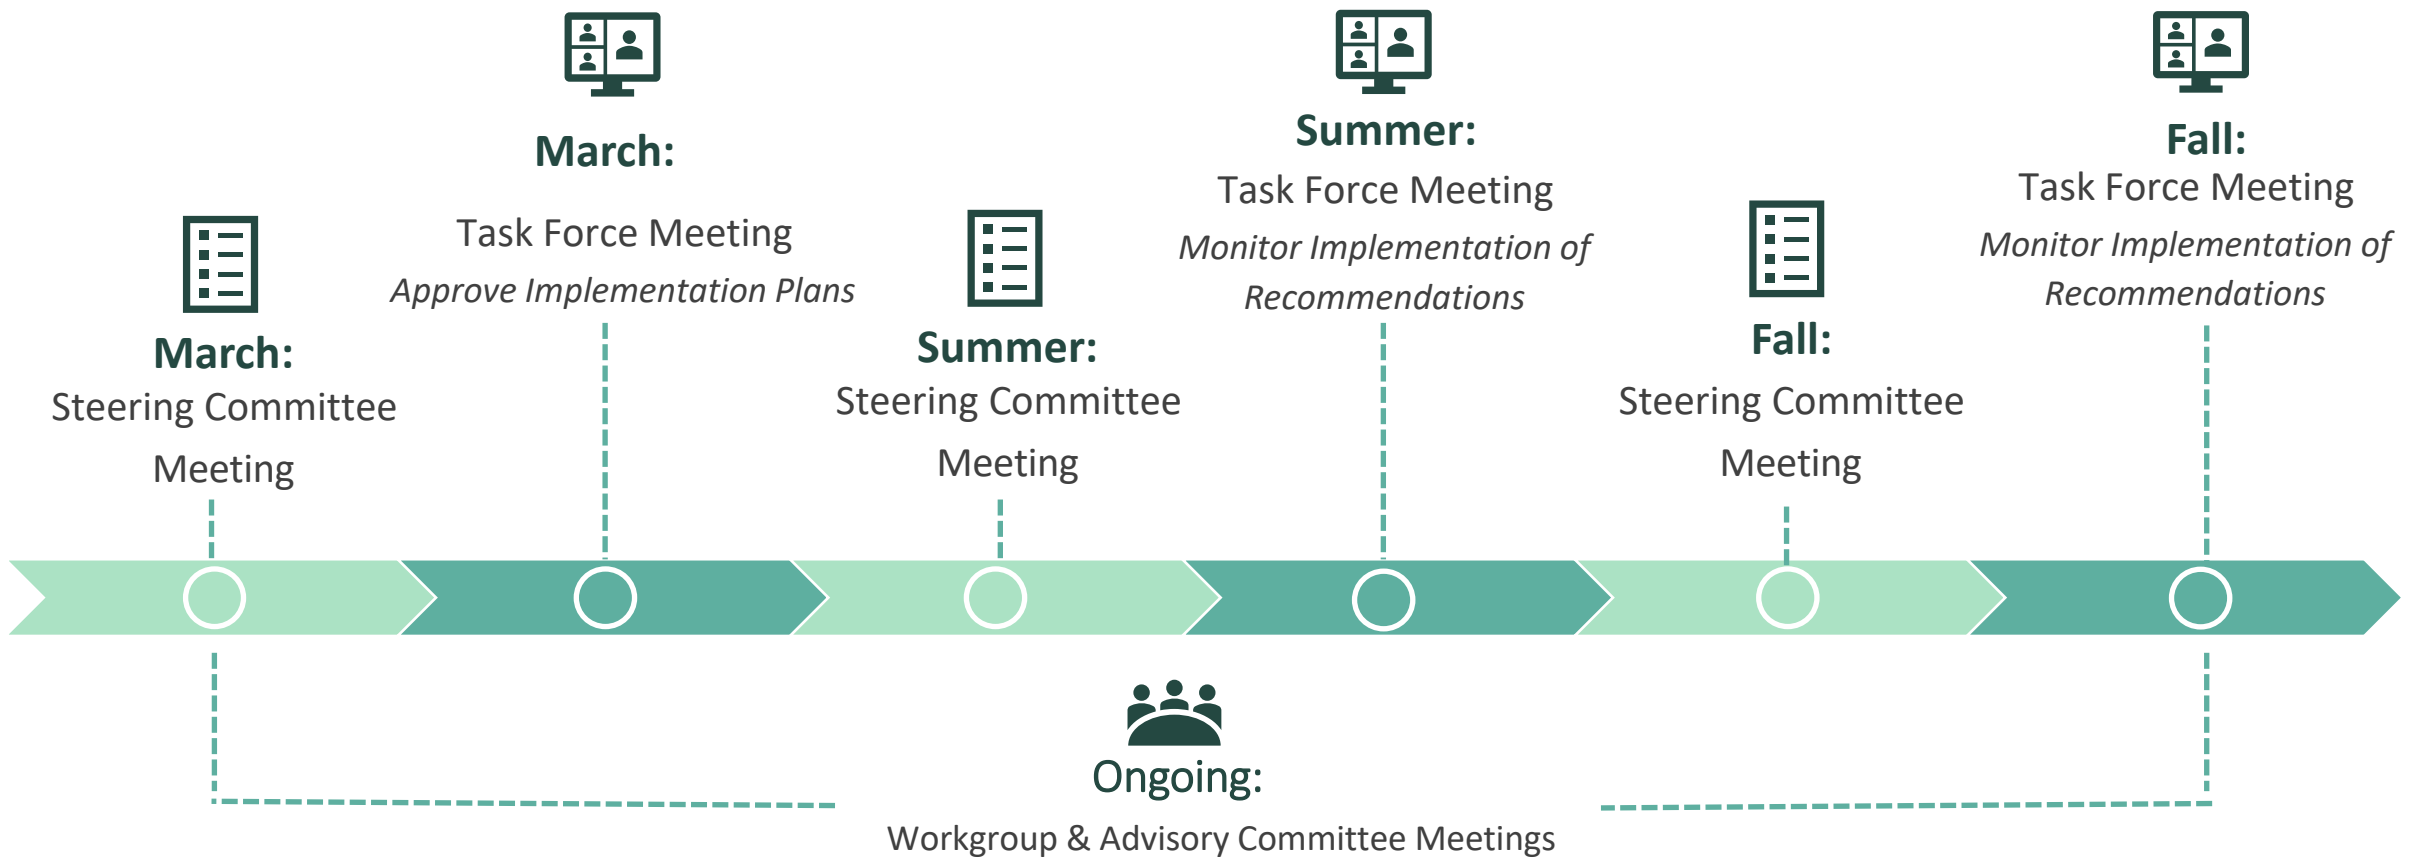 March:
Steering Committee
Meeting
March:
Task Force Meeting
Approve Implementation Plans
Summer:
Steering Committee
Meeting
Summer:
Task Force Meeting
Monitor Implementation of
Recommendations
Fall:
Steering Committee
Meeting
Fall:
Task Force Meeting
Monitor Implementation of
Recommendations
Ongoing:
Workgroup & Advisory Committee Meetings